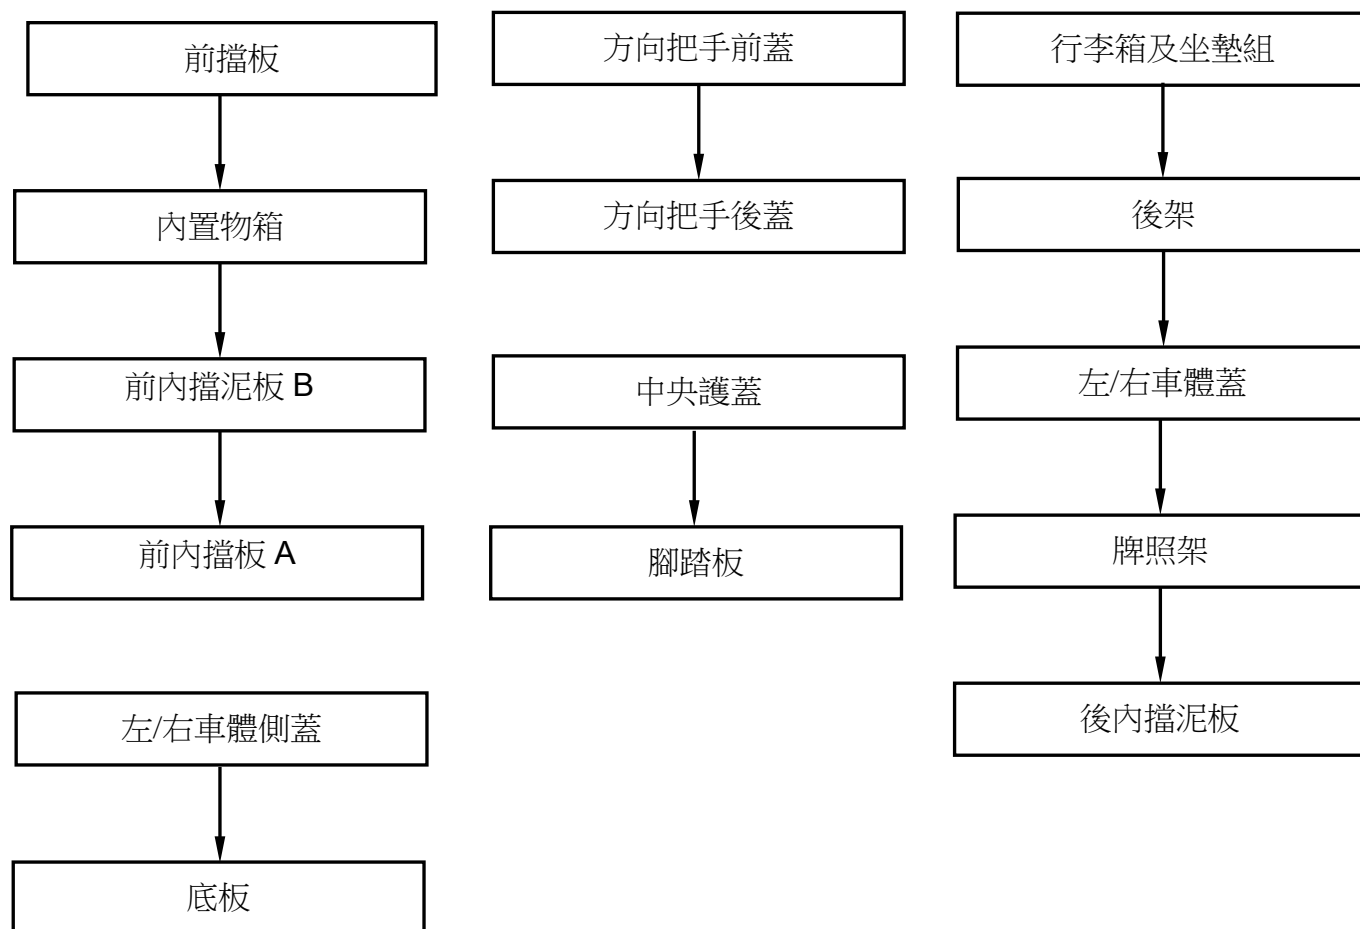 前擋板
內置物箱
前內擋泥板 B
前內擋板 A
左/右車體側蓋
底板
方向把手前蓋
方向把手後蓋
中央護蓋
腳踏板
行李箱及坐墊組
後架
左/右車體蓋
牌照架
後內擋泥板